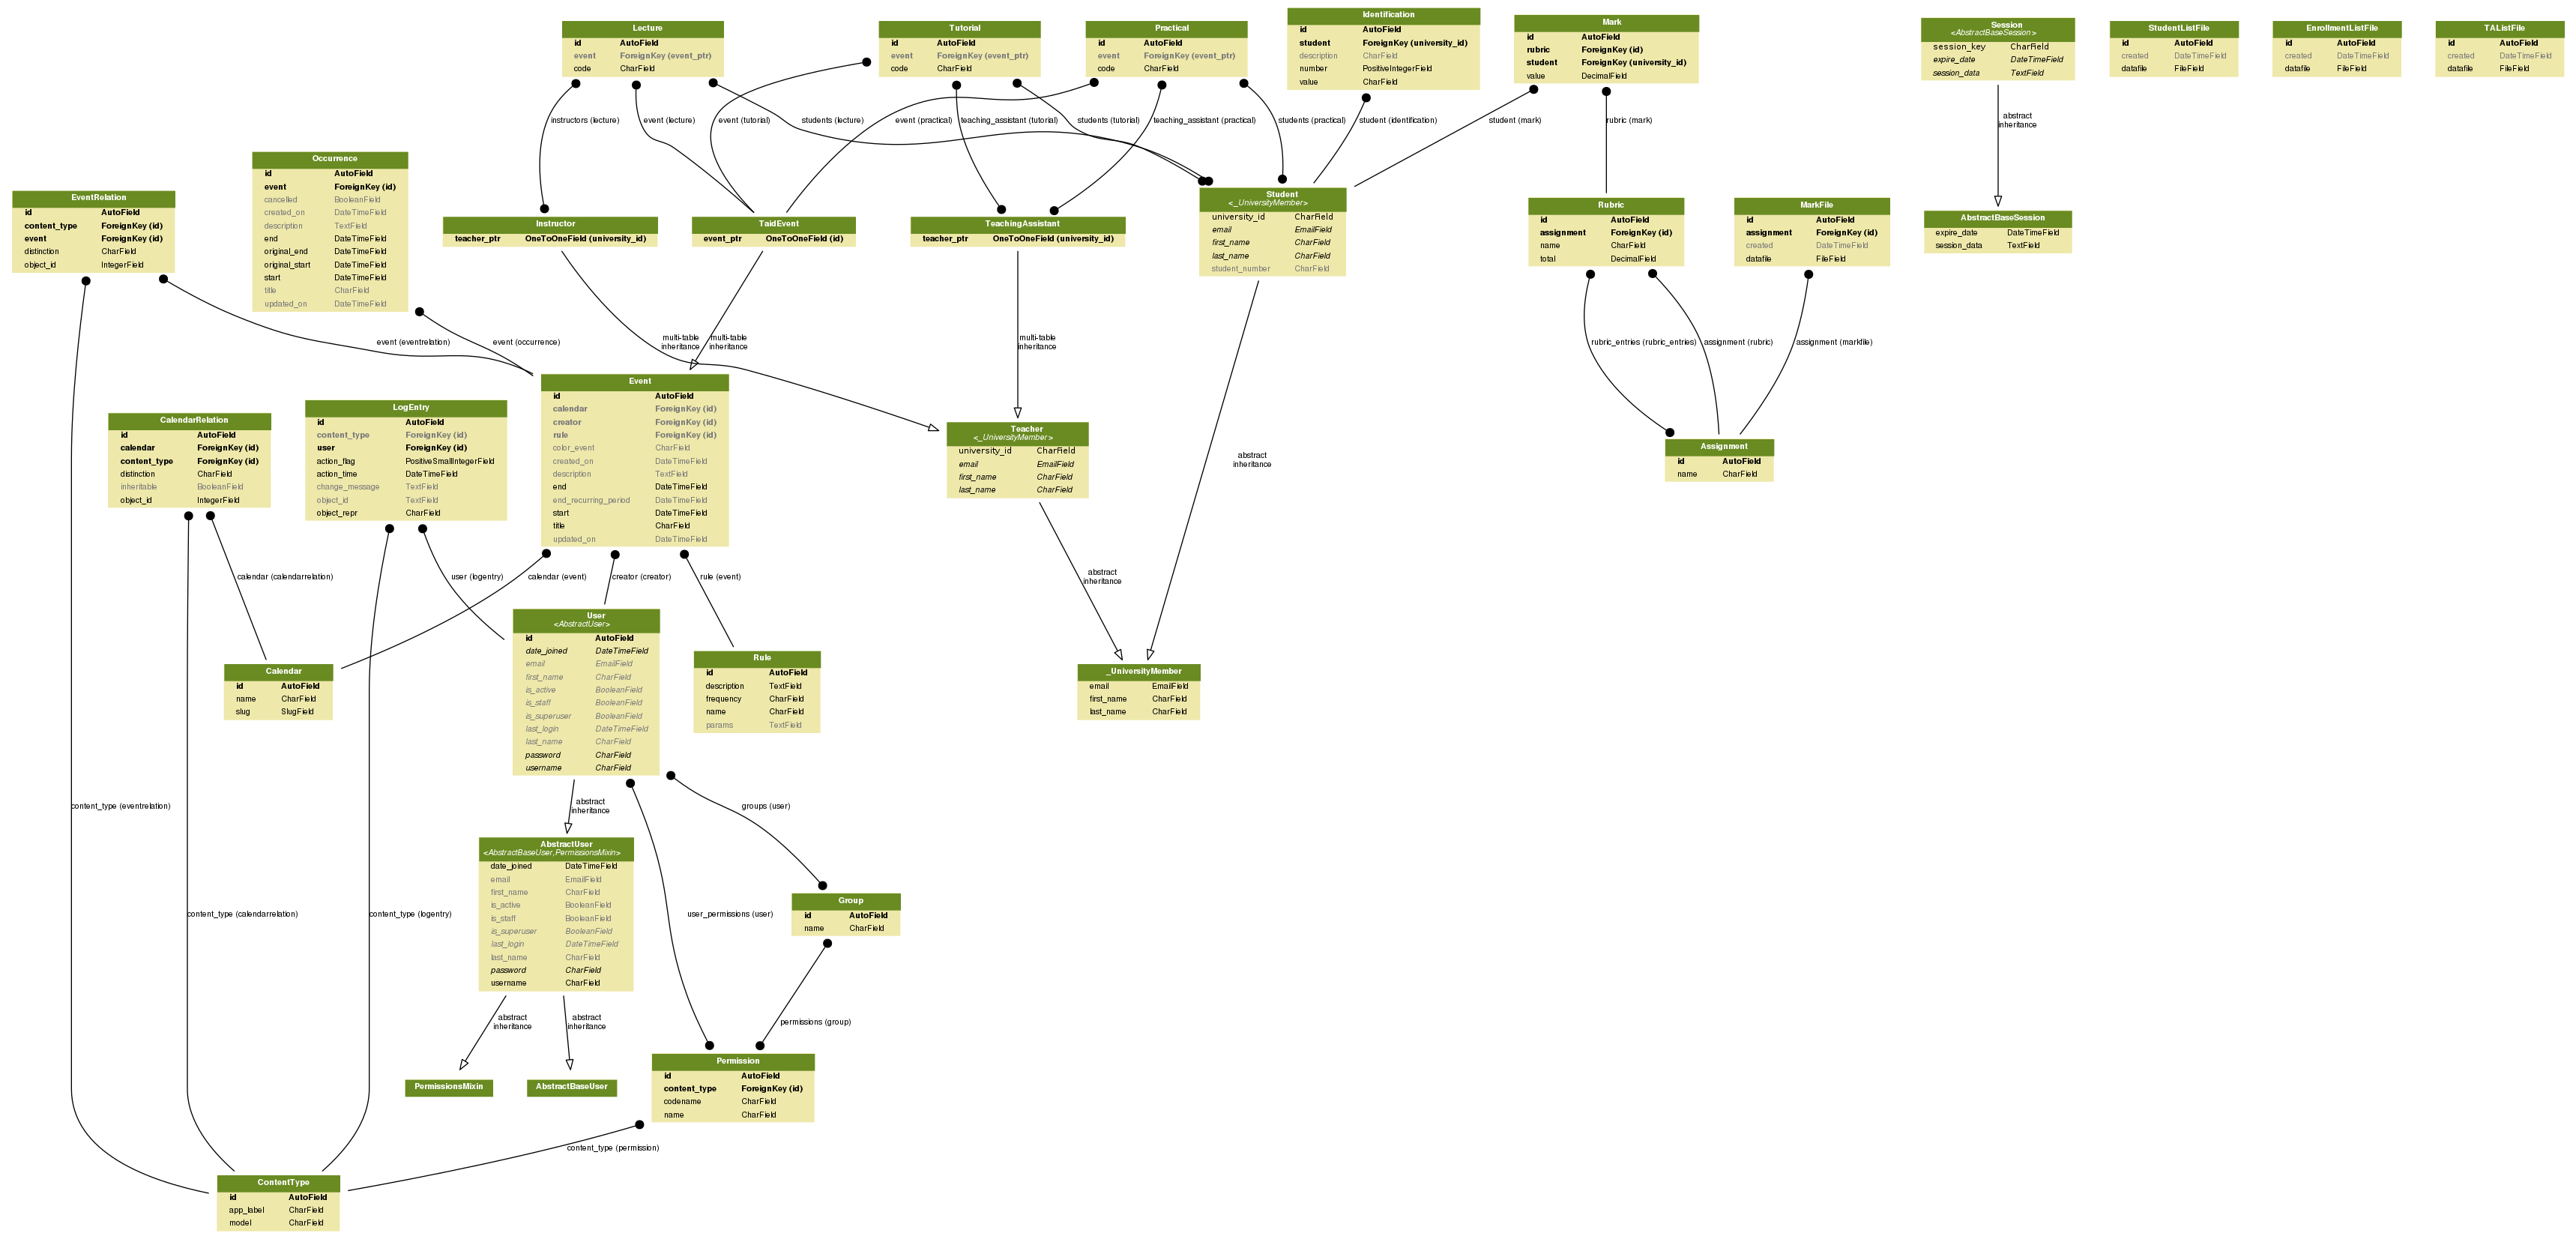 Lecture
id AutoField
event ForeignKey (event_ptr)
code CharField
Tutorial
id AutoField
event ForeignKey (event_ptr)
code CharField
Practical
id AutoField
event ForeignKey (event_ptr)
code CharField
Identification
id AutoField
student ForeignKey (university_id)
description CharField
number PositiveIntegerField
value CharField
Mark
id AutoField
rubric ForeignKey (id)
student ForeignKey (university_id)
value DecimalField
Session
<AbstractBaseSession>
session_key CharField
expire_date DateTimeField
session_data TextField
StudentListFile
id AutoField
created DateTimeField
datafile FileField
EnrollmentListFile
id AutoField
created DateTimeField
datafile FileField
TAListFile
id AutoField
created DateTimeField
datafile FileField
instructors (lecture)
event (lecture)
event (tutorial)
students (lecture)
event (practical)
teaching_assistant (tutorial)
students (tutorial)
teaching_assistant (practical)
students (practical)
student (identification)
student (mark)
rubric (mark)
abstract
inheritance
EventRelation
id AutoField
content_type ForeignKey (id)
event ForeignKey (id)
distinction CharField
object_id IntegerField
Occurrence
id AutoField
event ForeignKey (id)
cancelled BooleanField
created_on DateTimeField
description TextField
end DateTimeField
original_end DateTimeField
original_start DateTimeField
start DateTimeField
title CharField
updated_on DateTimeField
Instructor
teacher_ptr OneToOneField (university_id)
TaidEvent
event_ptr OneToOneField (id)
TeachingAssistant
teacher_ptr OneToOneField (university_id)
Student
<_UniversityMember>
university_id CharField
email EmailField
first_name CharField
last_name CharField
student_number CharField
Rubric
id AutoField
assignment ForeignKey (id)
name CharField
total DecimalField
MarkFile
id AutoField
assignment ForeignKey (id)
created DateTimeField
datafile FileField
AbstractBaseSession
expire_date DateTimeField
session_data TextField
event (eventrelation)
event (occurrence)
multi-table
inheritance
multi-table
inheritance
multi-table
inheritance
rubric_entries (rubric_entries)
assignment (rubric)
assignment (markfile)
CalendarRelation
id AutoField
calendar ForeignKey (id)
content_type ForeignKey (id)
distinction CharField
inheritable BooleanField
object_id IntegerField
LogEntry
id AutoField
content_type ForeignKey (id)
user ForeignKey (id)
action_flag PositiveSmallIntegerField
action_time DateTimeField
change_message TextField
object_id TextField
object_repr CharField
Event
id AutoField
calendar ForeignKey (id)
creator ForeignKey (id)
rule ForeignKey (id)
color_event CharField
created_on DateTimeField
description TextField
end DateTimeField
end_recurring_period DateTimeField
start DateTimeField
title CharField
updated_on DateTimeField
Teacher
<_UniversityMember>
university_id CharField
email EmailField
first_name CharField
last_name CharField
abstract
inheritance
Assignment
id AutoField
name CharField
calendar (calendarrelation)
user (logentry)
calendar (event)
creator (creator)
rule (event)
abstract
inheritance
Calendar
id AutoField
name CharField
slug SlugField
User
<AbstractUser>
id AutoField
date_joined DateTimeField
email EmailField
first_name CharField
is_active BooleanField
is_staff BooleanField
is_superuser BooleanField
last_login DateTimeField
last_name CharField
password CharField
username CharField
Rule
id AutoField
description TextField
frequency CharField
name CharField
params TextField
_UniversityMember
email EmailField
first_name CharField
last_name CharField
content_type (eventrelation)
abstract
inheritance
groups (user)
AbstractUser
<AbstractBaseUser,PermissionsMixin>
date_joined DateTimeField
email EmailField
first_name CharField
is_active BooleanField
is_staff BooleanField
is_superuser BooleanField
last_login DateTimeField
last_name CharField
password CharField
username CharField
content_type (calendarrelation)
content_type (logentry)
user_permissions (user)
Group
id AutoField
name CharField
abstract
inheritance
abstract
inheritance
permissions (group)
PermissionsMixin
AbstractBaseUser
Permission
id AutoField
content_type ForeignKey (id)
codename CharField
name CharField
content_type (permission)
ContentType
id AutoField
app_label CharField
model CharField